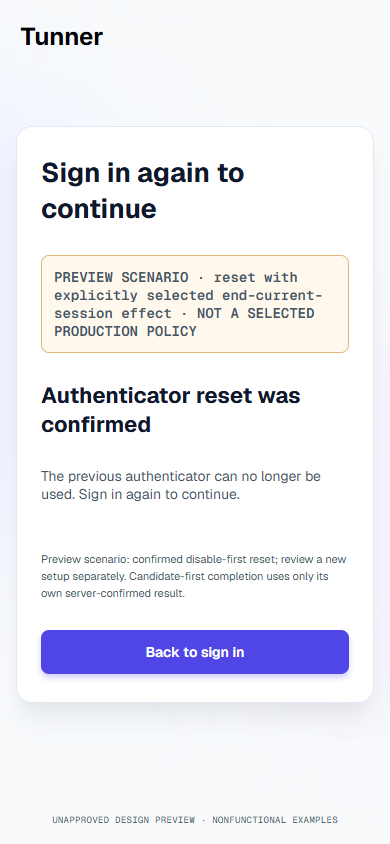 Tunner
Sign in again to
continue
PREVIEW SCENARIO · reset with
explicitly selected end-current-
session effect · NOT A SELECTED
PRODUCTION POLICY
Authenticator reset was
confirmed
The previous authenticator can no longer be
used. Sign in again to continue.
Preview scenario: confirmed disable-first reset; review a new
setup separately. Candidate-first completion uses only its
own server-confirmed result.
Back to sign in
UNAPPROVED DESIGN PREVIEW · NONFUNCTIONAL EXAMPLES